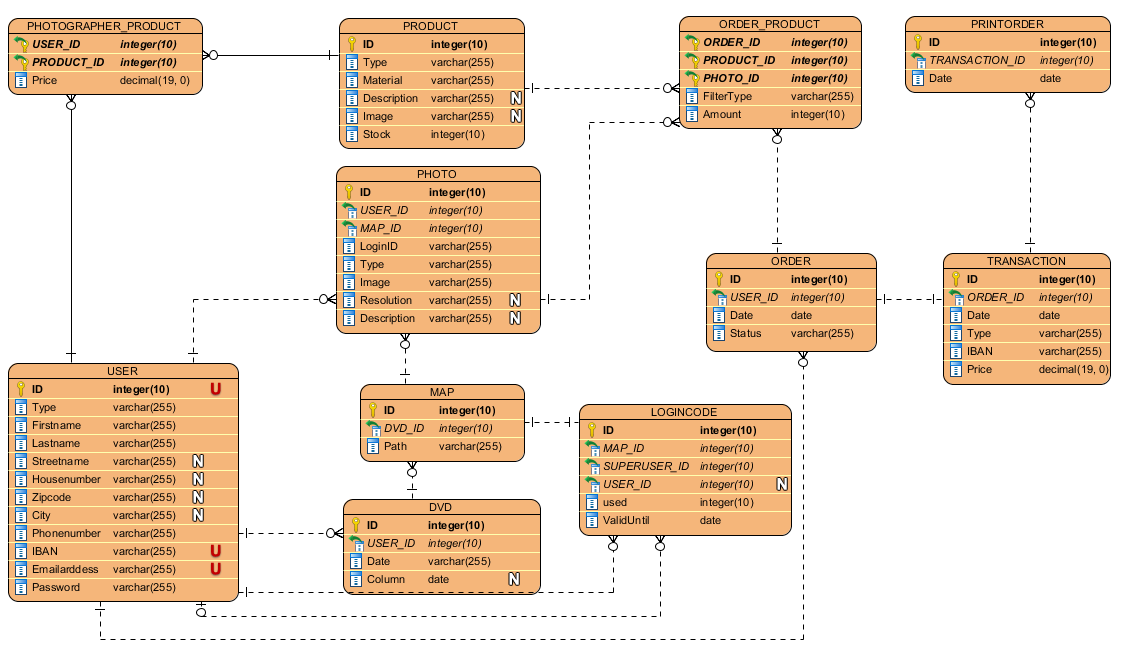 PHOTOGRAPHER_PRODUCT
USER_ID integer(10)
PRODUCT_ID integer(10)
Price decimal(19, 0)
PRODUCT
ID integer(10)
Type varchar(255)
Material varchar(255)
Description varchar(255) N
Image varchar(255) N
Stock integer(10)
ORDER_PRODUCT
ORDER_ID integer(10)
PRODUCT_ID integer(10)
PHOTO_ID integer(10)
FilterType varchar(255)
Amount integer(10)
PRINTORDER
ID integer(10)
TRANSACTION_ID integer(10)
Date date
PHOTO
ID integer(10)
USER_ID integer(10)
MAP_ID integer(10)
LoginID varchar(255)
Type varchar(255)
Image varchar(255)
Resolution varchar(255) N
Description varchar(255) N
ORDER
ID integer(10)
USER_ID integer(10)
Date date
Status varchar(255)
TRANSACTION
ID integer(10)
ORDER_ID integer(10)
Date date
Type varchar(255)
IBAN varchar(255)
Price decimal(19, 0)
USER
ID integer(10) U
Type varchar(255)
Firstname varchar(255)
Lastname varchar(255)
Streetname varchar(255) N
Housenumber varchar(255) N
Zipcode varchar(255) N
City varchar(255) N
Phonenumber varchar(255)
IBAN varchar(255) U
Emailarddess varchar(255) U
Password varchar(255)
MAP
ID integer(10)
DVD_ID integer(10)
Path varchar(255)
LOGINCODE
ID integer(10)
MAP_ID integer(10)
SUPERUSER_ID integer(10)
USER_ID integer(10) N
used integer(10)
ValidUntil date
DVD
ID integer(10)
USER_ID integer(10)
Date varchar(255)
Column date N